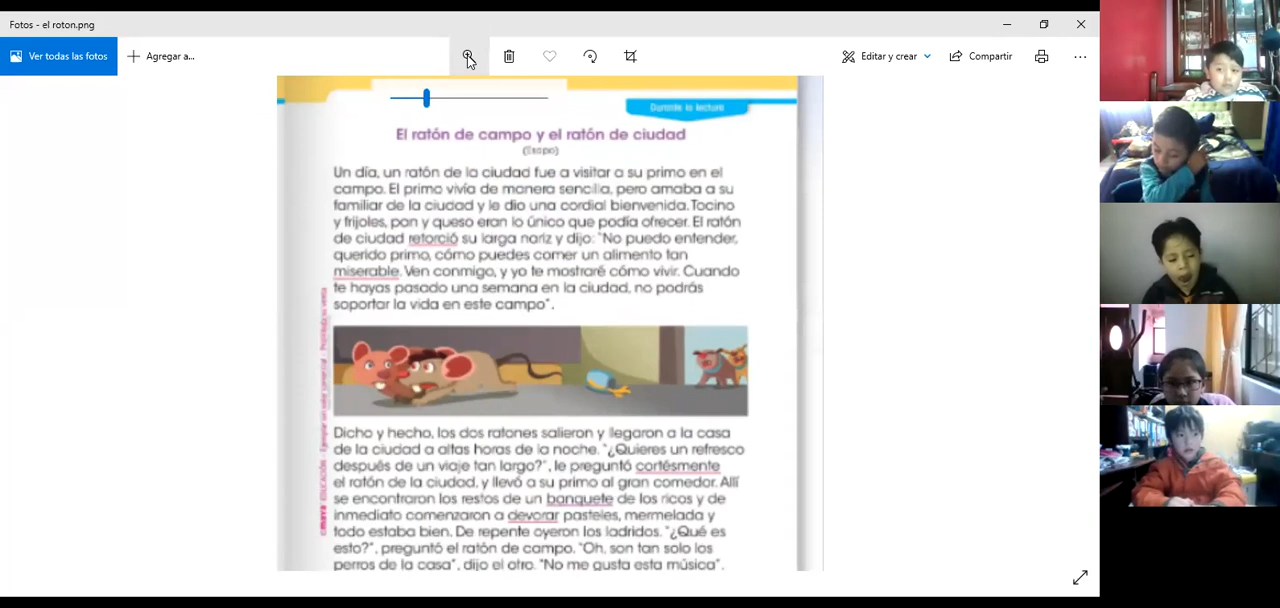 Fotos - el roton.png
Ver todas las fotos
Agregar a...
Editar y crear
Compartir
Durante la lectura
El ratón de campo y el ratón de ciudad
(Esopo)
Un día, un ratón de la ciudad fue a visitar a su primo en el
campo. El primo vivía de manera sencilla, pero amaba a su
familiar de la ciudad y le dio una cordial bienvenida. Tocino
y frijoles, pan y queso eran lo único que podía ofrecer. El ratón
de ciudad retorció su larga nariz y dijo: "No puedo entender,
querido primo, cómo puedes comer un alimento tan
miserable. Ven conmigo, y yo te mostraré cómo vivir. Cuando
te hayas pasado una semana en la ciudad, no podrás
soportar la vida en este campo".
Dicho y hecho, los dos ratones salieron y llegaron a la casa
de la ciudad a altas horas de la noche. "¿Quieres un refresco
después de un viaje tan largo?", le preguntó cortésmente
el ratón de la ciudad, y llevó a su primo al gran comedor. Allí
se encontraron los restos de un banquete de los ricos y de
inmediato comenzaron a devorar pasteles, mermelada y
todo estaba bien. De repente oyeron los ladridos. "¿Qué es
esto?", preguntó el ratón de campo. "Oh, son tan solo los
perros de la casa", dijo el otro. "No me gusta esta música".